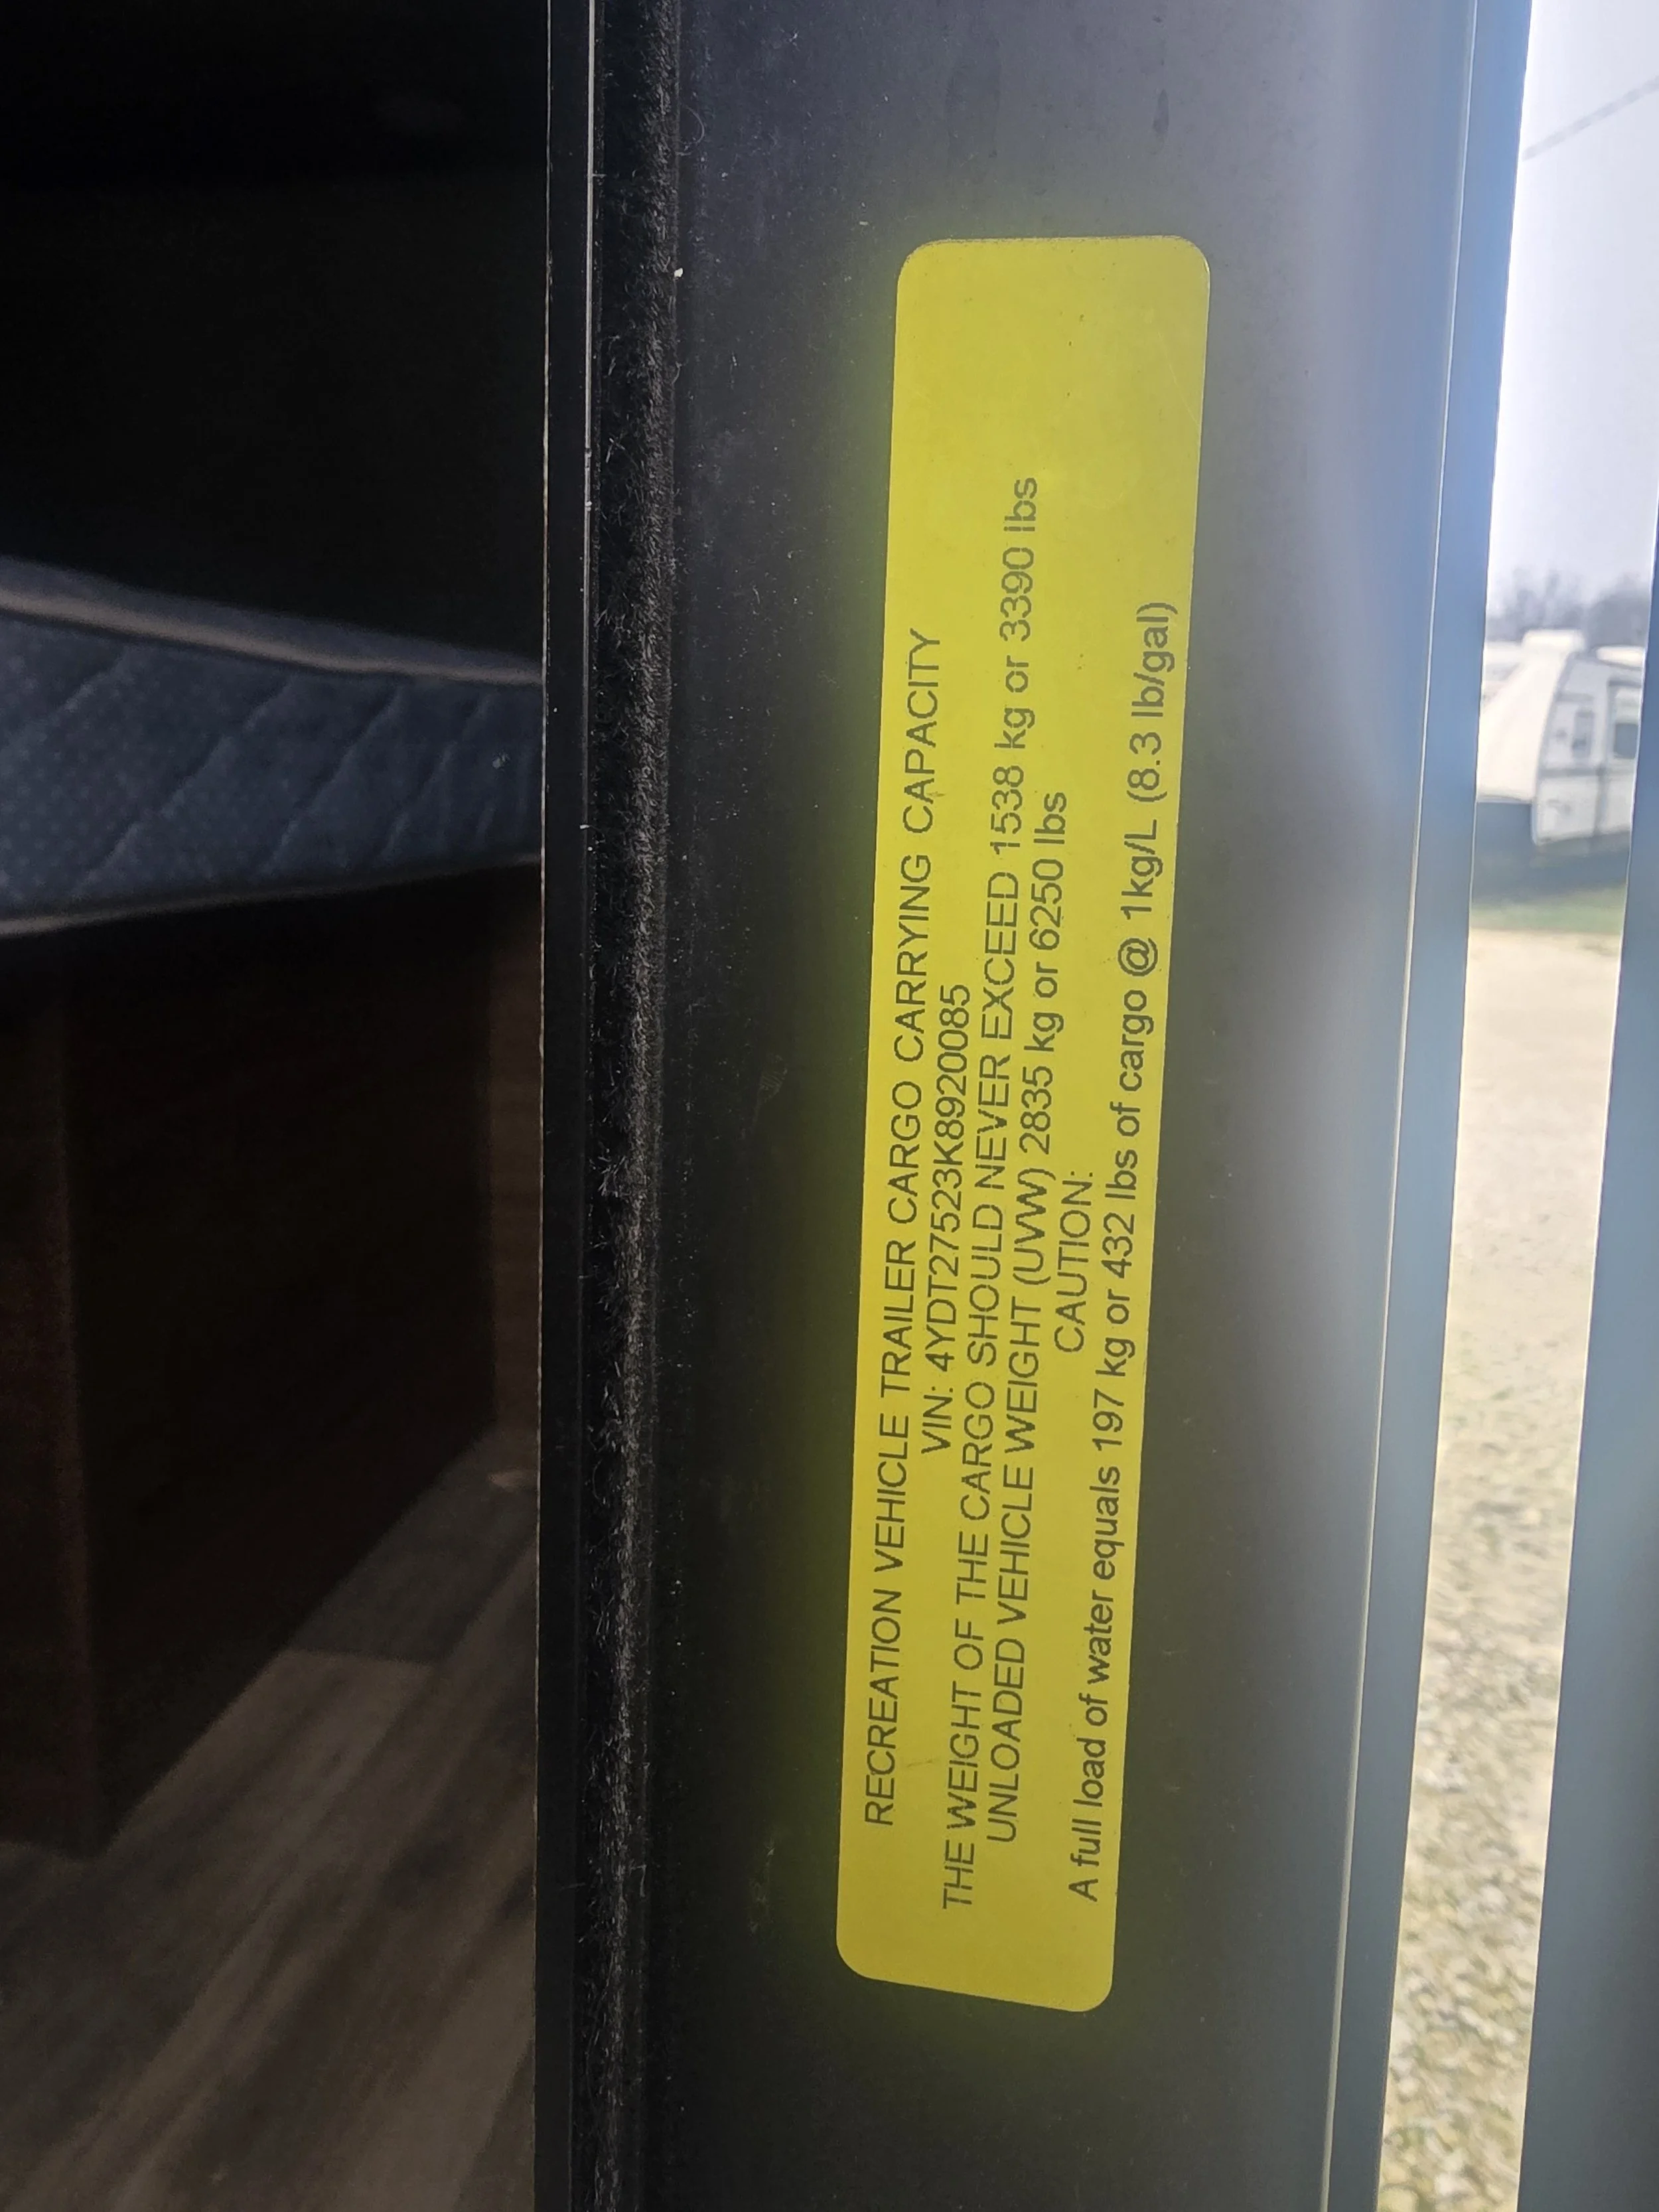 RECREATION VEHICLE TRAILER CARGO CARRYING CAPACITY
VIN: 4YDT27523K8920085
THE WEIGHT OF THE CARGO SHOULD NEVER EXCEED 1538 kg or 3390 lbs
UNLOADED VEHICLE WEIGHT (UVW) 2835 kg or 6250 lbs
CAUTION:
A full load of water equals 197 kg or 432 lbs of cargo @ 1kg/L (8.3 lb/gal)